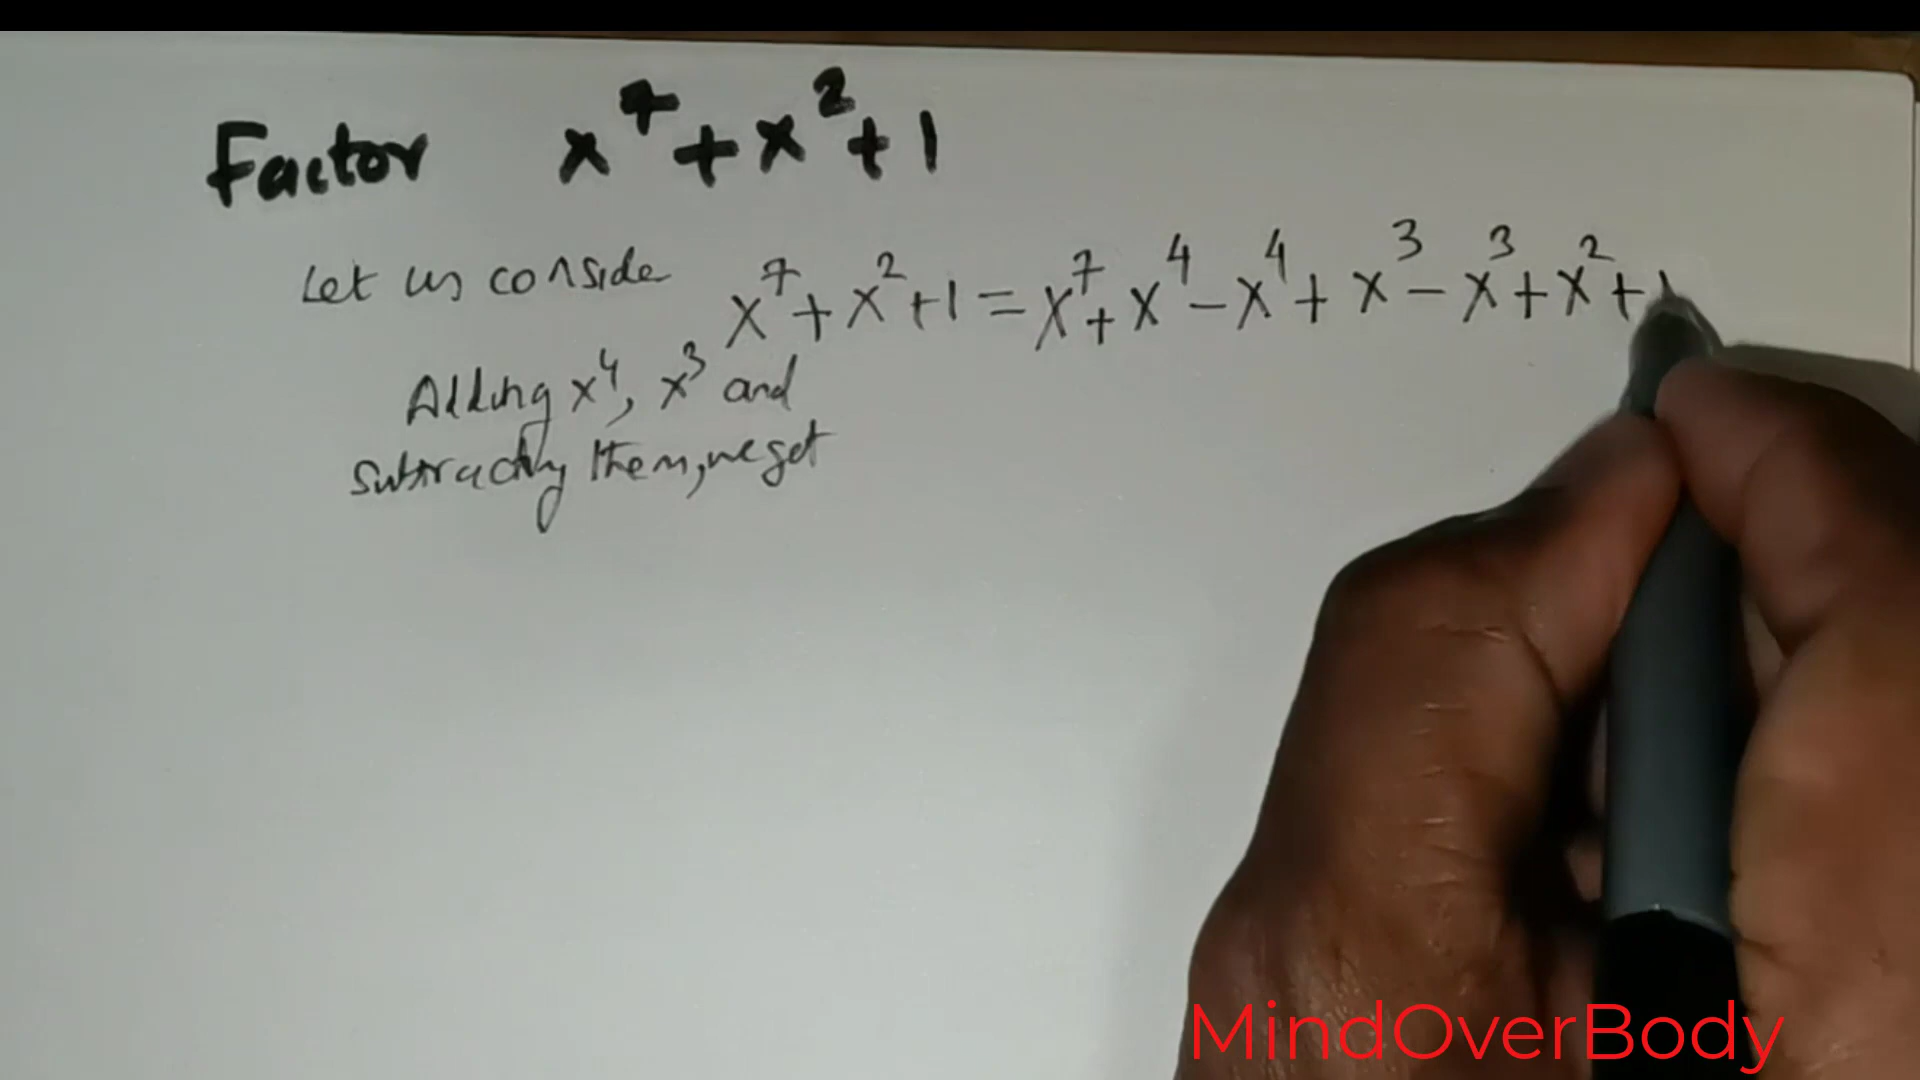 Factor x⁷+x²+1
Let us conside x⁷+x²+1=x⁷+x⁴-x⁴+x³-x³+x²+1
Adding x⁴, x³ and
subtracting them, we get
MindOverBody